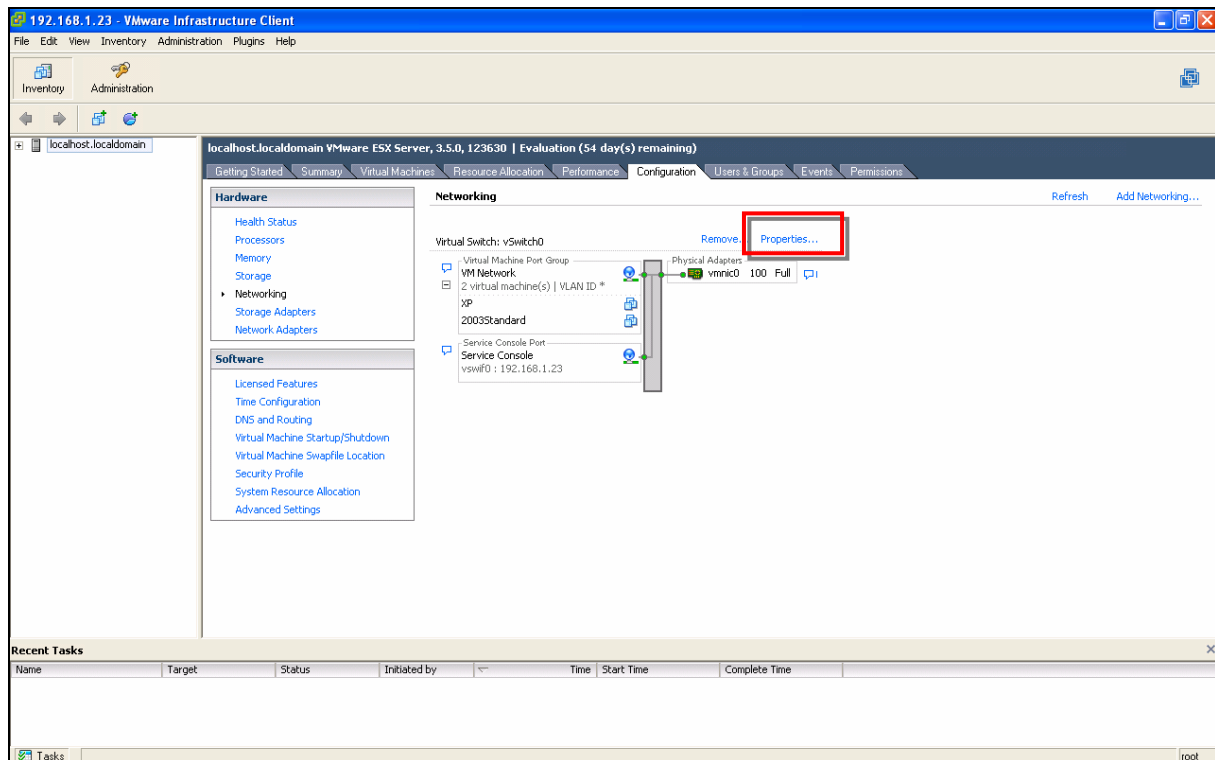 192.168.1.23 - VMware Infrastructure Client
File Edit View Inventory Administration Plugins Help
Inventory Administration
localhost.localdomain
localhost.localdomain VMware ESX Server, 3.5.0, 123630 | Evaluation (54 day(s) remaining)
Getting Started Summary Virtual Machines Resource Allocation Performance Configuration Users & Groups Events Permissions
Hardware
Health Status
Processors
Memory
Storage
Networking
Storage Adapters
Network Adapters
Software
Licensed Features
Time Configuration
DNS and Routing
Virtual Machine Startup/Shutdown
Virtual Machine Swapfile Location
Security Profile
System Resource Allocation
Advanced Settings
Networking
Refresh Add Networking...
Virtual Switch: vSwitch0
Remove... Properties...
Virtual Machine Port Group
VM Network
2 virtual machine(s) | VLAN ID *
XP
2003Standard
Service Console Port
Service Console
vswif0 : 192.168.1.23
Physical Adapters
vmnic0 100 Full
Recent Tasks
Name Target Status Initiated by Time Start Time Complete Time
Tasks
root